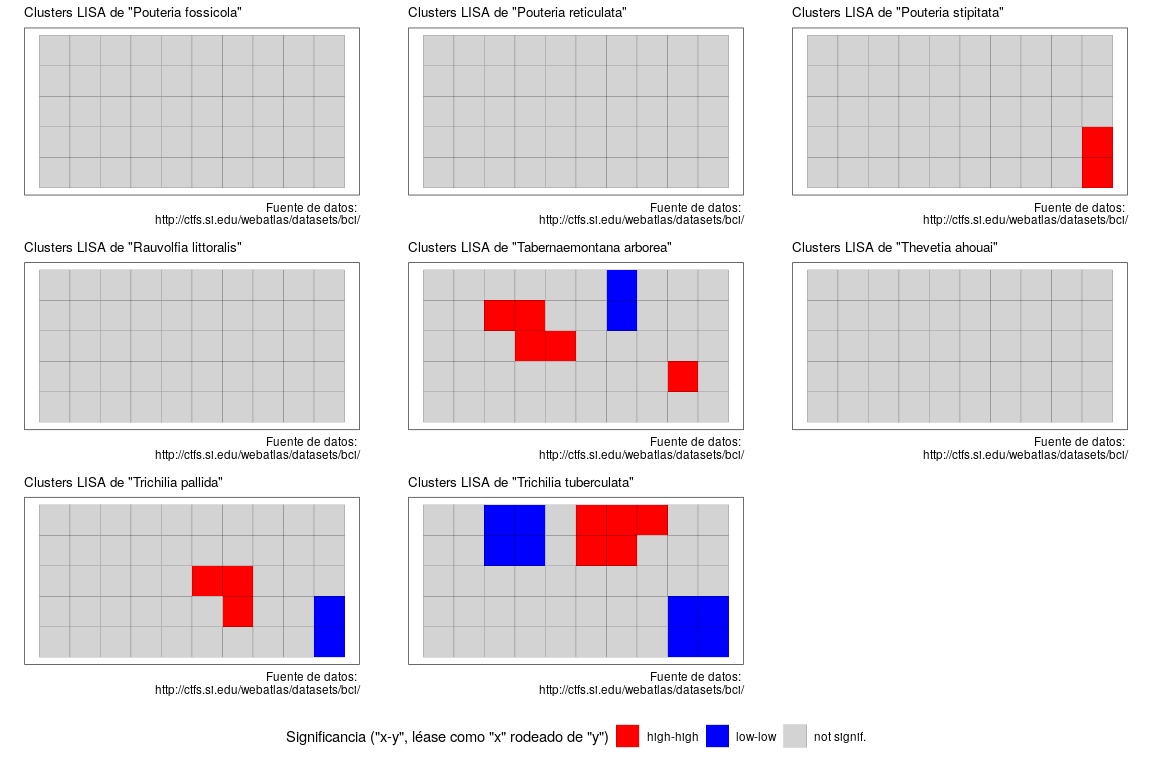 Clusters LISA de "Pouteria fossicola"
Clusters LISA de "Pouteria reticulata"
Clusters LISA de "Pouteria stipitata"
Fuente de datos:
http://ctfs.si.edu/webatlas/datasets/bci/
Fuente de datos:
http://ctfs.si.edu/webatlas/datasets/bci/
Fuente de datos:
http://ctfs.si.edu/webatlas/datasets/bci/
Clusters LISA de "Rauvolfia littoralis"
Clusters LISA de "Tabernaemontana arborea"
Clusters LISA de "Thevetia ahouai"
Fuente de datos:
http://ctfs.si.edu/webatlas/datasets/bci/
Fuente de datos:
http://ctfs.si.edu/webatlas/datasets/bci/
Fuente de datos:
http://ctfs.si.edu/webatlas/datasets/bci/
Clusters LISA de "Trichilia pallida"
Clusters LISA de "Trichilia tuberculata"
Fuente de datos:
http://ctfs.si.edu/webatlas/datasets/bci/
Fuente de datos:
http://ctfs.si.edu/webatlas/datasets/bci/
Significancia ("x-y", léase como "x" rodeado de "y") high-high low-low not signif.